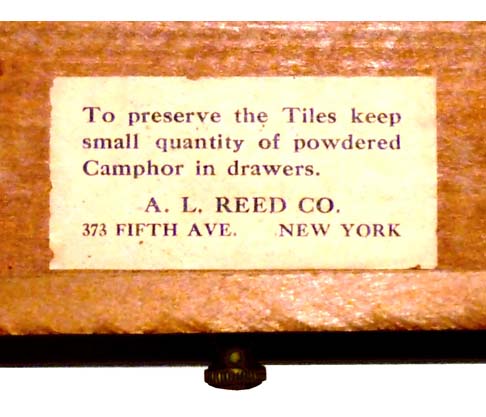 To preserve the Tiles keep
small quantity of powdered
Camphor in drawers.
A. L. REED CO.
373 FIFTH AVE. NEW YORK